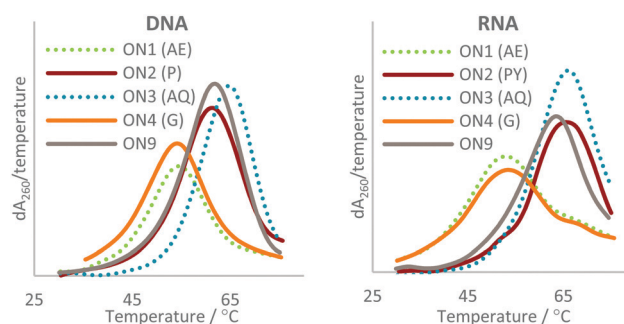 DNA
ON1 (AE)
ON2 (P)
ON3 (AQ)
ON4 (G)
ON9
dA260/temperature
25 45 65
Temperature / °C
RNA
ON1 (AE)
ON2 (PY)
ON3 (AQ)
ON4 (G)
ON9
dA260/temperature
25 45 65
Temperature / °C